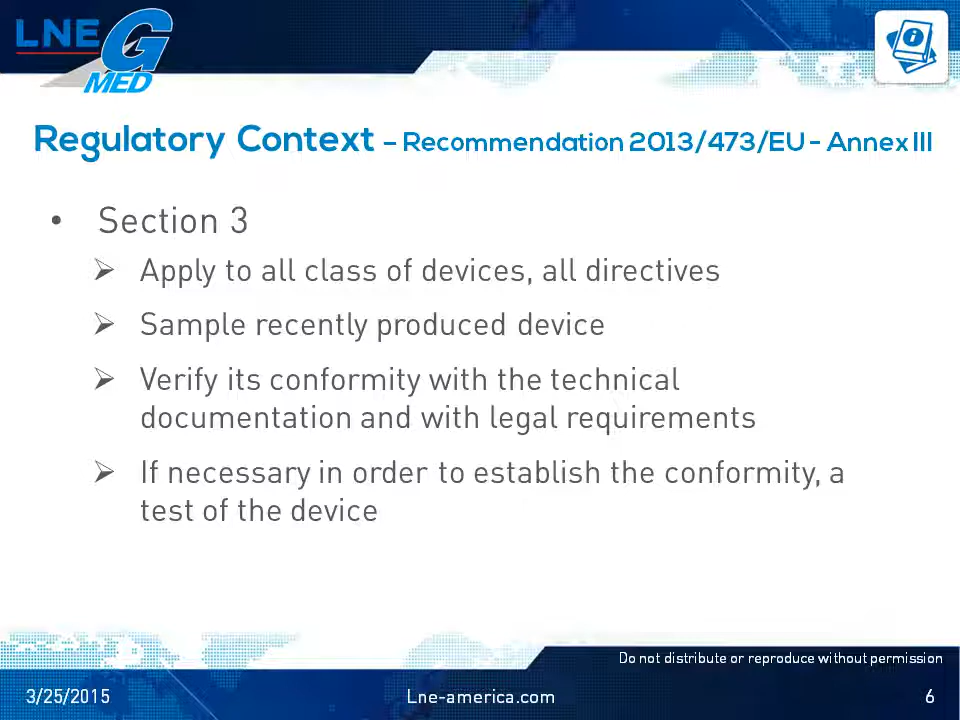 LNE G
MED
Regulatory Context – Recommendation 2013/473/EU - Annex III
• Section 3
➢ Apply to all class of devices, all directives
➢ Sample recently produced device
➢ Verify its conformity with the technical
documentation and with legal requirements
➢ If necessary in order to establish the conformity, a
test of the device
Do not distribute or reproduce without permission
3/25/2015 Lne-america.com 6